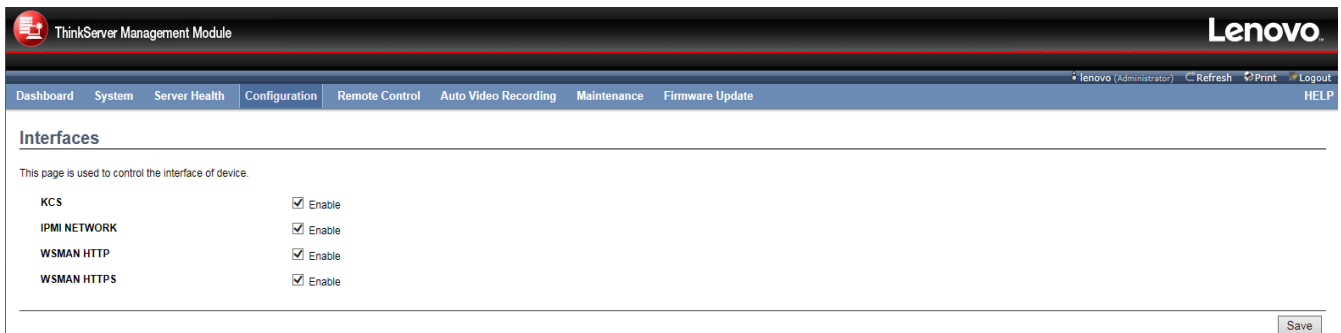 ThinkServer Management Module
Lenovo.
lenovo (Administrator) Refresh Print Logout
Dashboard System Server Health Configuration Remote Control Auto Video Recording Maintenance Firmware Update HELP
Interfaces
This page is used to control the interface of device.
KCS Enable
IPMI NETWORK Enable
WSMAN HTTP Enable
WSMAN HTTPS Enable
Save